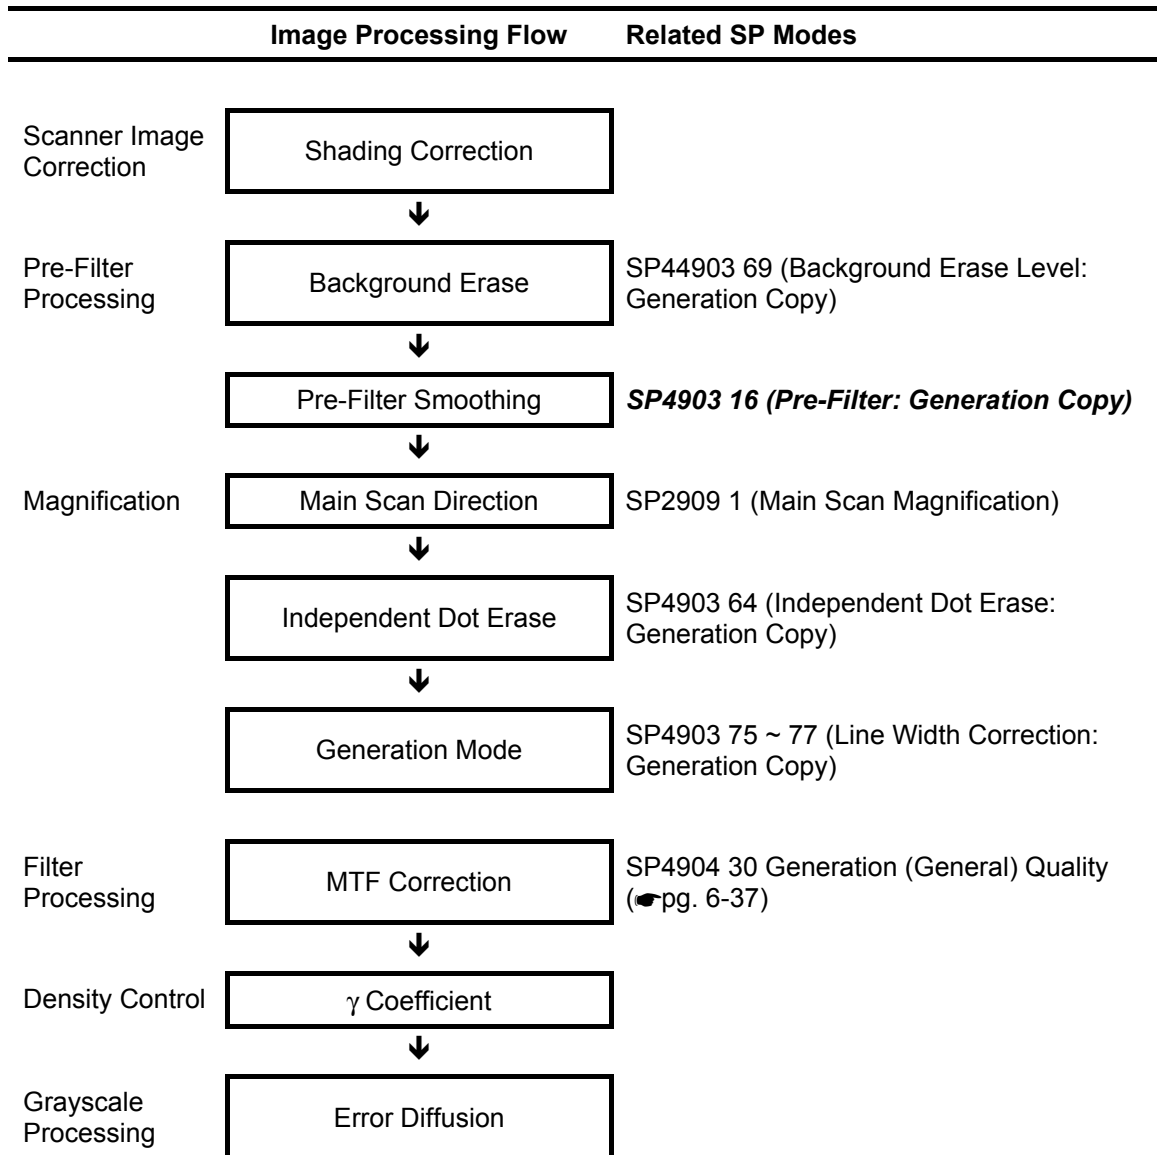 Image Processing Flow Related SP Modes
Scanner Image
Correction
Shading Correction
Pre-Filter
Processing
Background Erase
SP44903 69 (Background Erase Level:
Generation Copy)
Pre-Filter Smoothing
SP4903 16 (Pre-Filter: Generation Copy)
Magnification
Main Scan Direction
SP2909 1 (Main Scan Magnification)
Independent Dot Erase
SP4903 64 (Independent Dot Erase:
Generation Copy)
Generation Mode
SP4903 75 ~ 77 (Line Width Correction:
Generation Copy)
Filter
Processing
MTF Correction
SP4904 30 Generation (General) Quality
(☛pg. 6-37)
Density Control
γ Coefficient
Grayscale
Processing
Error Diffusion